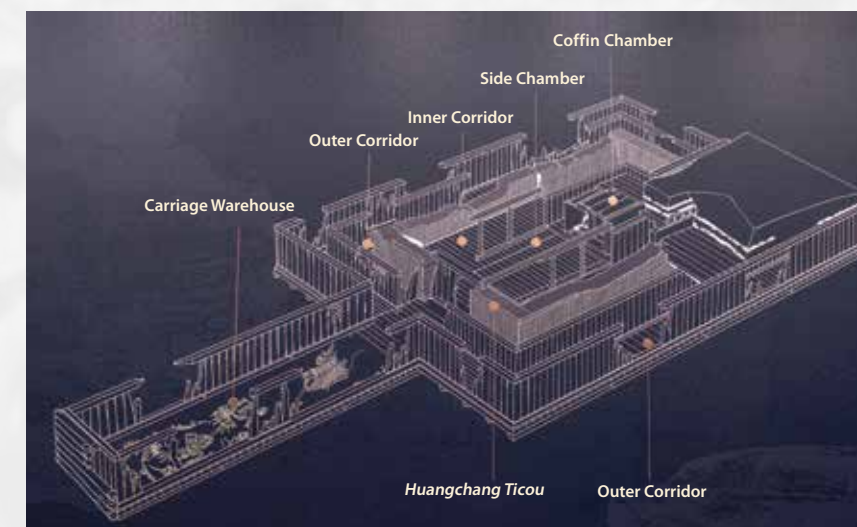 Coffin Chamber
Side Chamber
Inner Corridor
Outer Corridor
Carriage Warehouse
Huangchang Ticou
Outer Corridor